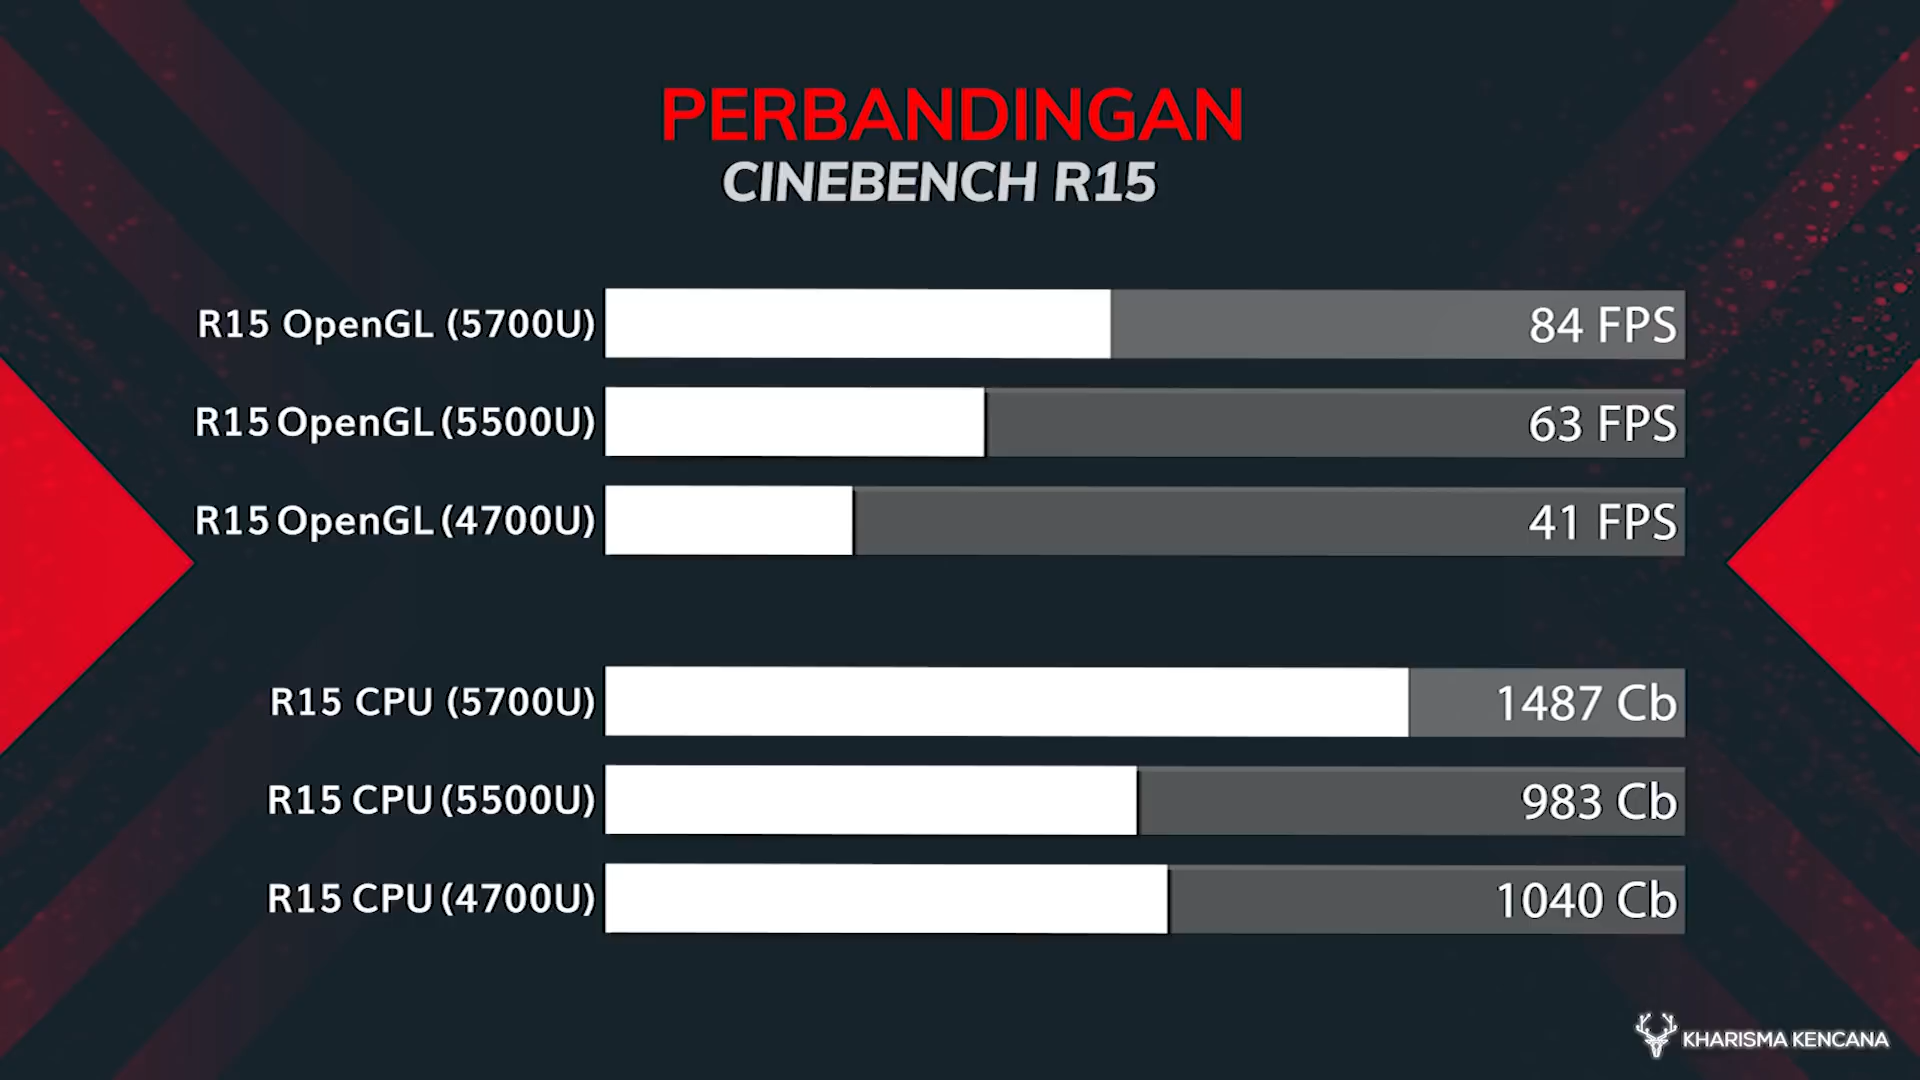 PERBANDINGAN
CINEBENCH R15
R15 OpenGL (5700U) 84 FPS
R15 OpenGL (5500U) 63 FPS
R15 OpenGL (4700U) 41 FPS
R15 CPU (5700U) 1487 Cb
R15 CPU (5500U) 983 Cb
R15 CPU (4700U) 1040 Cb
KHARISMA KENCANA